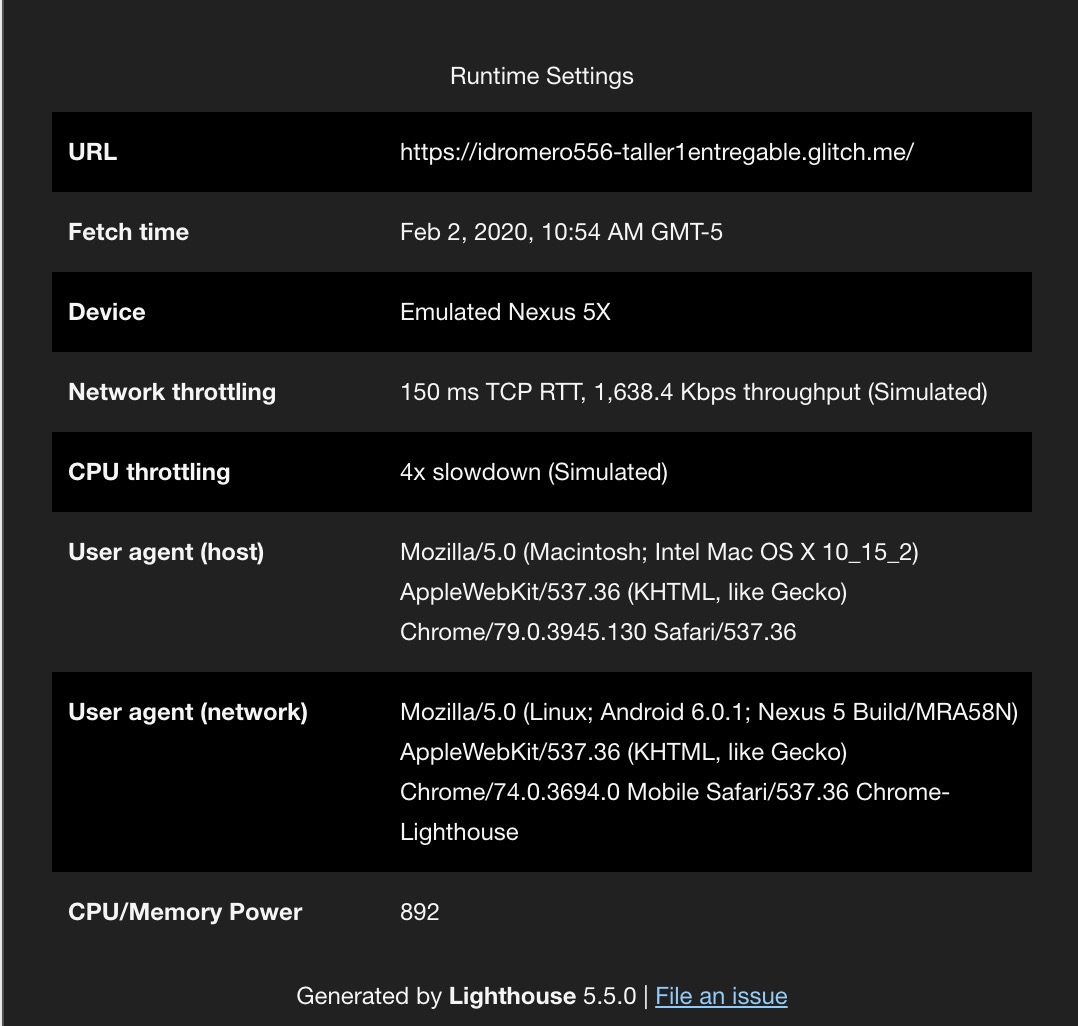 Runtime Settings
URL https://idromero556-taller1entregable.glitch.me/
Fetch time Feb 2, 2020, 10:54 AM GMT-5
Device Emulated Nexus 5X
Network throttling 150 ms TCP RTT, 1,638.4 Kbps throughput (Simulated)
CPU throttling 4x slowdown (Simulated)
User agent (host) Mozilla/5.0 (Macintosh; Intel Mac OS X 10_15_2)
AppleWebKit/537.36 (KHTML, like Gecko)
Chrome/79.0.3945.130 Safari/537.36
User agent (network) Mozilla/5.0 (Linux; Android 6.0.1; Nexus 5 Build/MRA58N)
AppleWebKit/537.36 (KHTML, like Gecko)
Chrome/74.0.3694.0 Mobile Safari/537.36 Chrome-
Lighthouse
CPU/Memory Power 892
Generated by Lighthouse 5.5.0 | File an issue